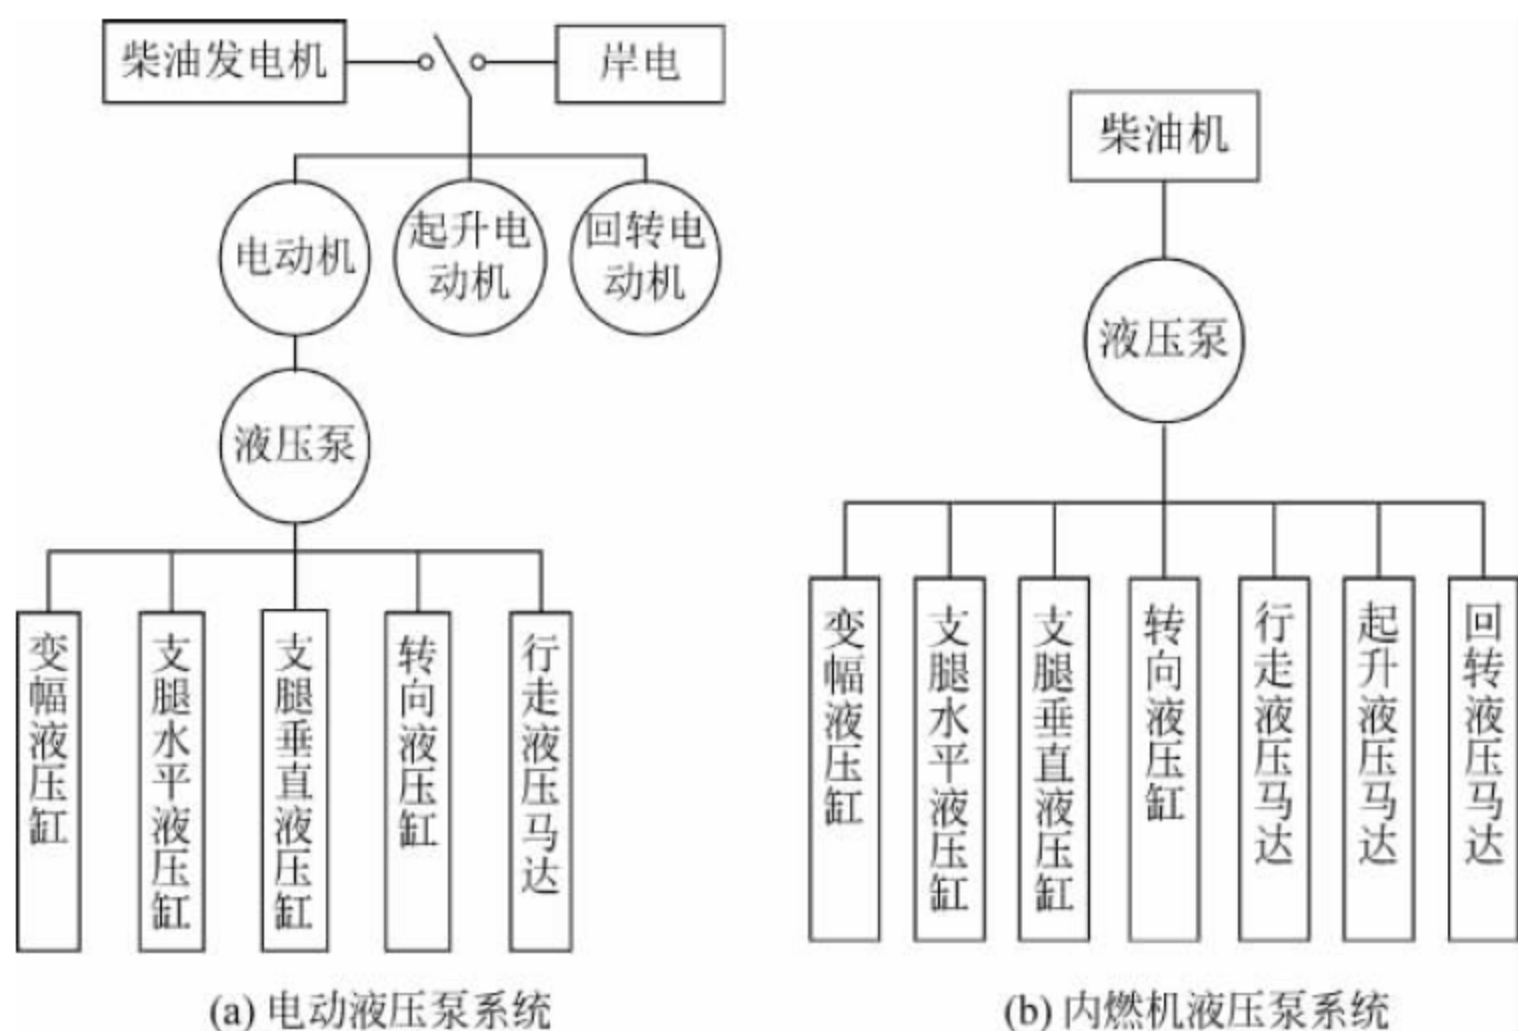 柴油发电机
岸电
电动机
起升电
动机
回转电
动机
液压泵
变幅液压缸
支腿水平液压缸
支腿垂直液压缸
转向液压缸
行走液压马达
(a) 电动液压泵系统
柴油机
液压泵
变幅液压缸
支腿水平液压缸
支腿垂直液压缸
转向液压缸
行走液压马达
起升液压马达
回转液压马达
(b) 内燃机液压泵系统